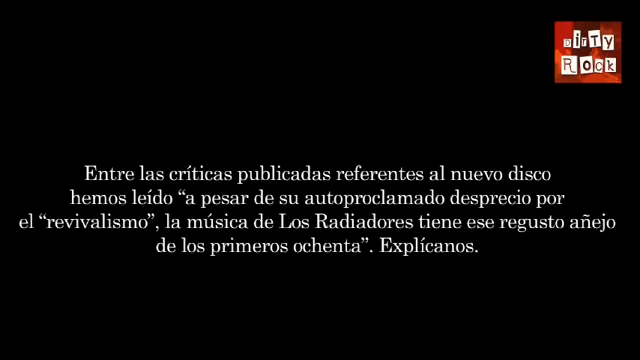 DirTy
RocK
Entre las críticas publicadas referentes al nuevo disco
hemos leído “a pesar de su autoproclamado desprecio por
el “revivalismo”, la música de Los Radiadores tiene ese regusto añejo
de los primeros ochenta”. Explícanos.